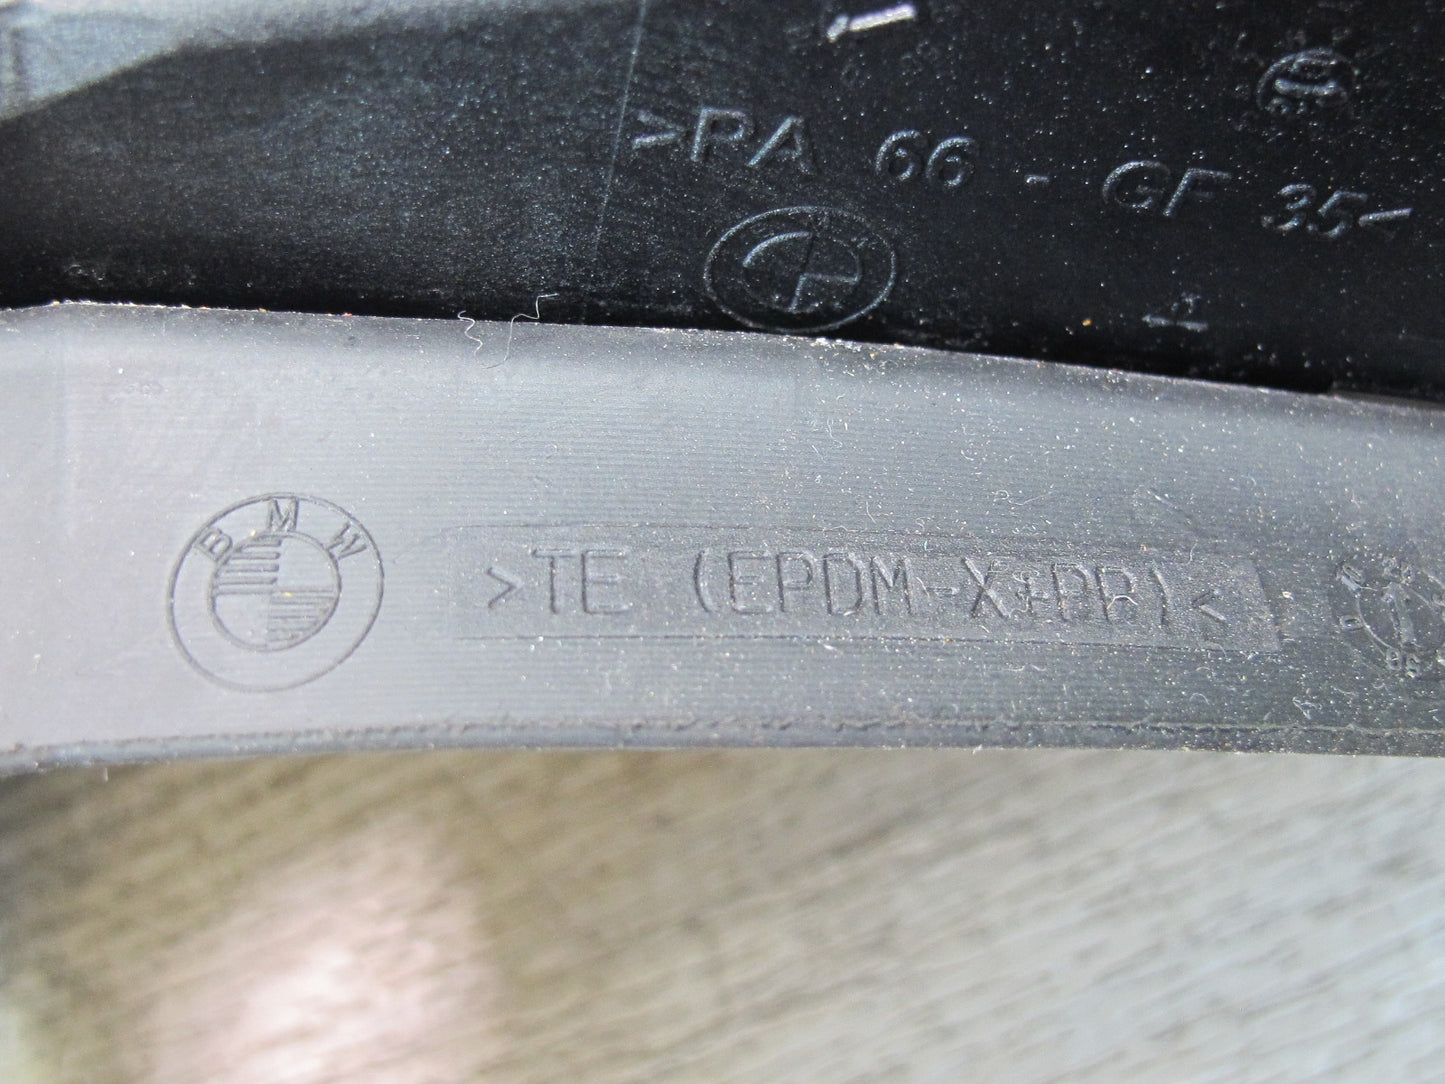 >PA 66 - GF 35<
BMW
>TE (EPDM-X+PP)<